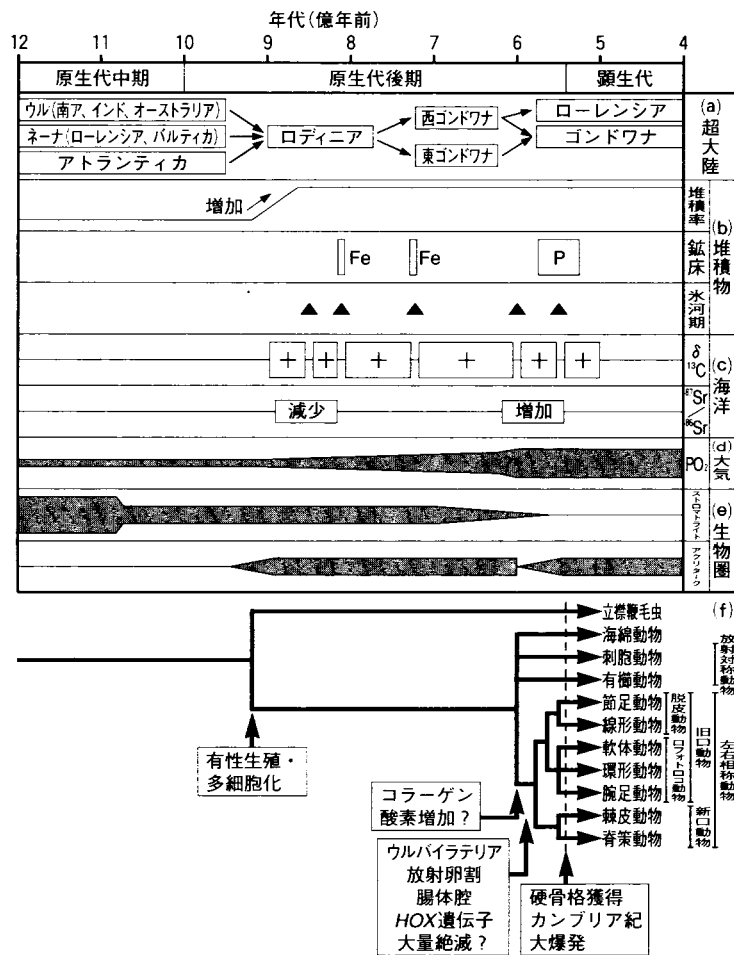 年代(億年前)
12 11 10 9 8 7 6 5 4
原生代中期 原生代後期 顕生代
ウル(南ア、インド、オーストラリア)
ネーナ(ローレンシア、バルティカ)
アトランティカ
ロディニア
西ゴンドワナ
東ゴンドワナ
ローレンシア
ゴンドワナ
(a)超大陸
増加
堆積率
Fe Fe P
鉱床
氷河期
(b)堆積物
+ + + + + +
δ
¹³C
減少 増加
⁸⁷Sr
/
⁸⁶Sr
(c)海洋
PO₂
(d)大気
ストロマトライト
アクリターク
(e)生物圏
(f)
立襟鞭毛虫
海綿動物
刺胞動物
有櫛動物
節足動物
線形動物
軟体動物
環形動物
腕足動物
棘皮動物
脊策動物
放射対称動物
脱皮動物
ロフォトロコ動物
旧口動物
新口動物
左右相称動物
有性生殖・
多細胞化
コラーゲン
酸素増加？
ウルバイラテリア
放射卵割
腸体腔
HOX遺伝子
大量絶滅？
硬骨格獲得
カンブリア紀
大爆発